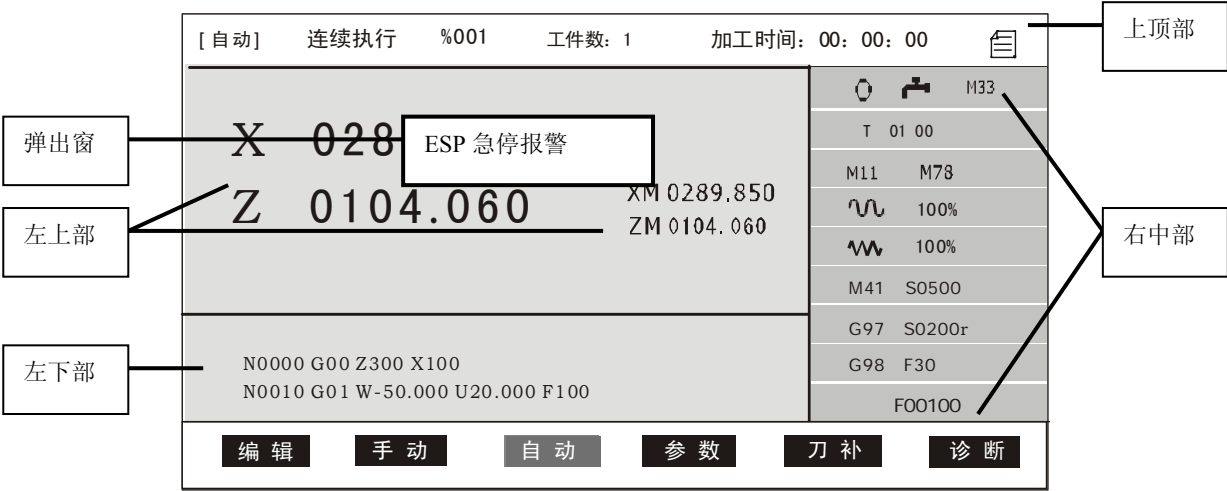 [自动] 连续执行 %001 工件数: 1 加工时间: 00: 00: 00
上顶部
M33
弹出窗
X 028
ESP 急停报警
T 01 00
M11 M78
Z 0104.060
XM 0289.850
ZM 0104.060
100%
左上部
右中部
100%
M41 S0500
G97 S0200r
左下部
N0000 G00 Z300 X100
N0010 G01 W-50.000 U20.000 F100
G98 F30
F00100
编辑 手动 自动 参数 刀补 诊断